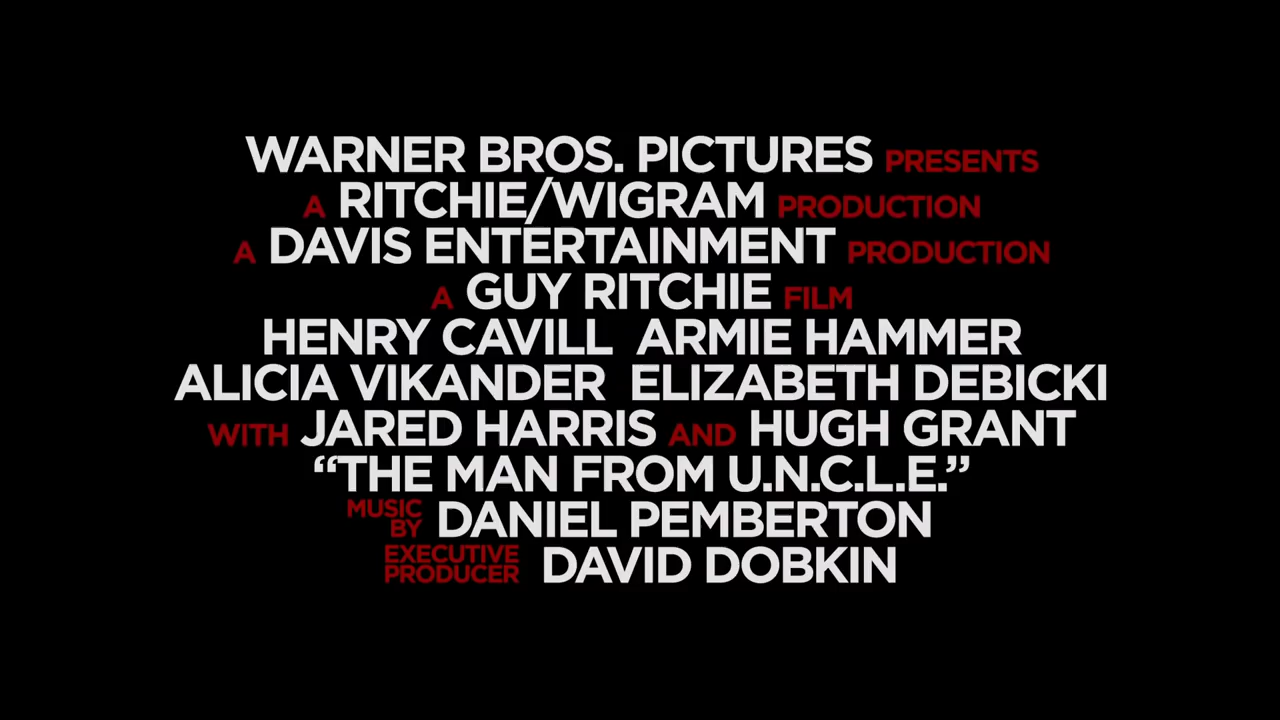 WARNER BROS. PICTURES PRESENTS
A RITCHIE/WIGRAM PRODUCTION
A DAVIS ENTERTAINMENT PRODUCTION
A GUY RITCHIE FILM
HENRY CAVILL ARMIE HAMMER
ALICIA VIKANDER ELIZABETH DEBICKI
WITH JARED HARRIS AND HUGH GRANT
“THE MAN FROM U.N.C.L.E.”
MUSIC BY DANIEL PEMBERTON
EXECUTIVE PRODUCER DAVID DOBKIN